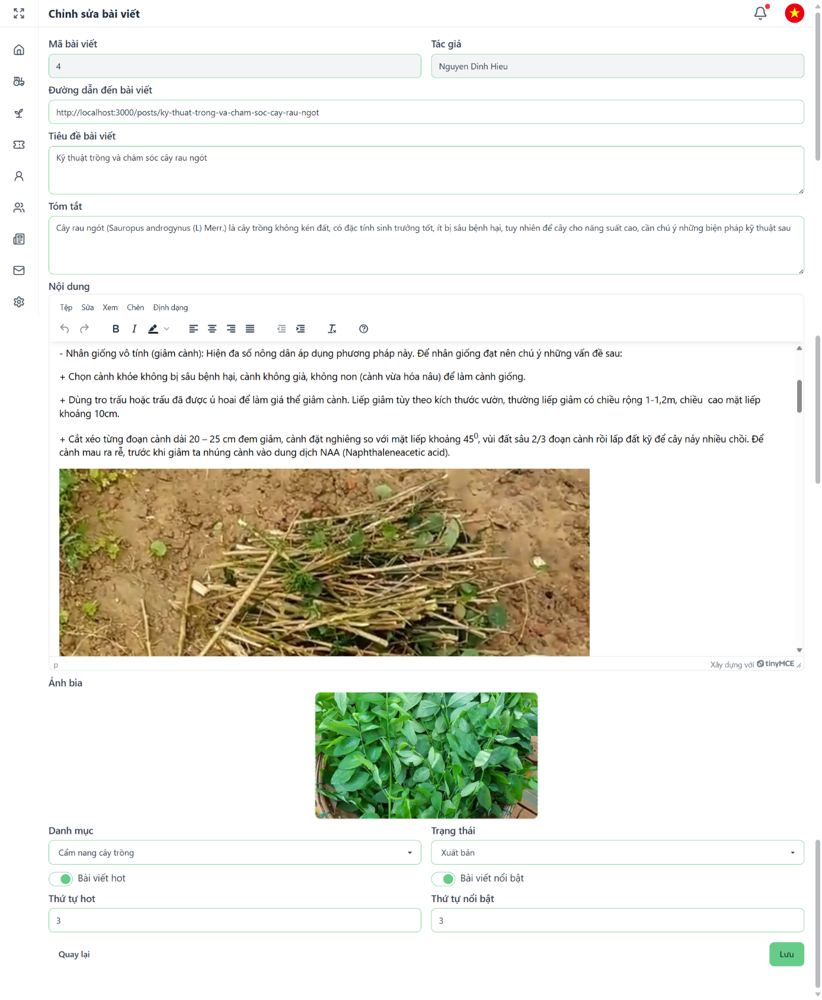 Chỉnh sửa bài viết
Mã bài viết
Tác giả
4
Nguyen Dinh Hieu
Đường dẫn đến bài viết
http://localhost:3000/posts/ky-thuat-trong-va-cham-soc-cay-rau-ngot
Tiêu đề bài viết
Kỹ thuật trồng và chăm sóc cây rau ngót
Tóm tắt
Cây rau ngót (Sauropus androgynus (L) Merr.) là cây trồng không kén đất, có đặc tính sinh trưởng tốt, ít bị sâu bệnh hại, tuy nhiên để cây cho năng suất cao, cần chú ý những biện pháp kỹ thuật sau
Nội dung
Tệp Sửa Xem Chèn Định dạng
- Nhân giống vô tính (giâm cành): Hiện đa số nông dân áp dụng phương pháp này. Để nhân giống đạt nên chú ý những vấn đề sau:
+ Chọn cành khỏe không bị sâu bệnh hại, cành không già, không non (cành vừa hóa nâu) để làm cành giống.
+ Dùng tro trấu hoặc trấu đã được ủ hoai để làm giá thể giâm cành. Liếp giâm tùy theo kích thước vườn, thường liếp giâm có chiều rộng 1-1,2m, chiều  cao mặt liếp
khoảng 10cm.
+ Cắt xéo từng đoạn cành dài 20 – 25 cm đem giâm, cành đặt nghiêng so với mặt liếp khoảng 45⁰, vùi đất sâu 2/3 đoạn cành rồi lấp đất kỹ để cây nảy nhiều chồi. Để
cành mau ra rễ, trước khi giâm ta nhúng cành vào dung dịch NAA (Naphthaleneacetic acid).
p
Xây dựng với tinyMCE
Ảnh bìa
Danh mục
Trạng thái
Cẩm nang cây trồng
Xuất bản
Bài viết hot
Bài viết nổi bật
Thứ tự hot
Thứ tự nổi bật
3
3
Quay lại
Lưu